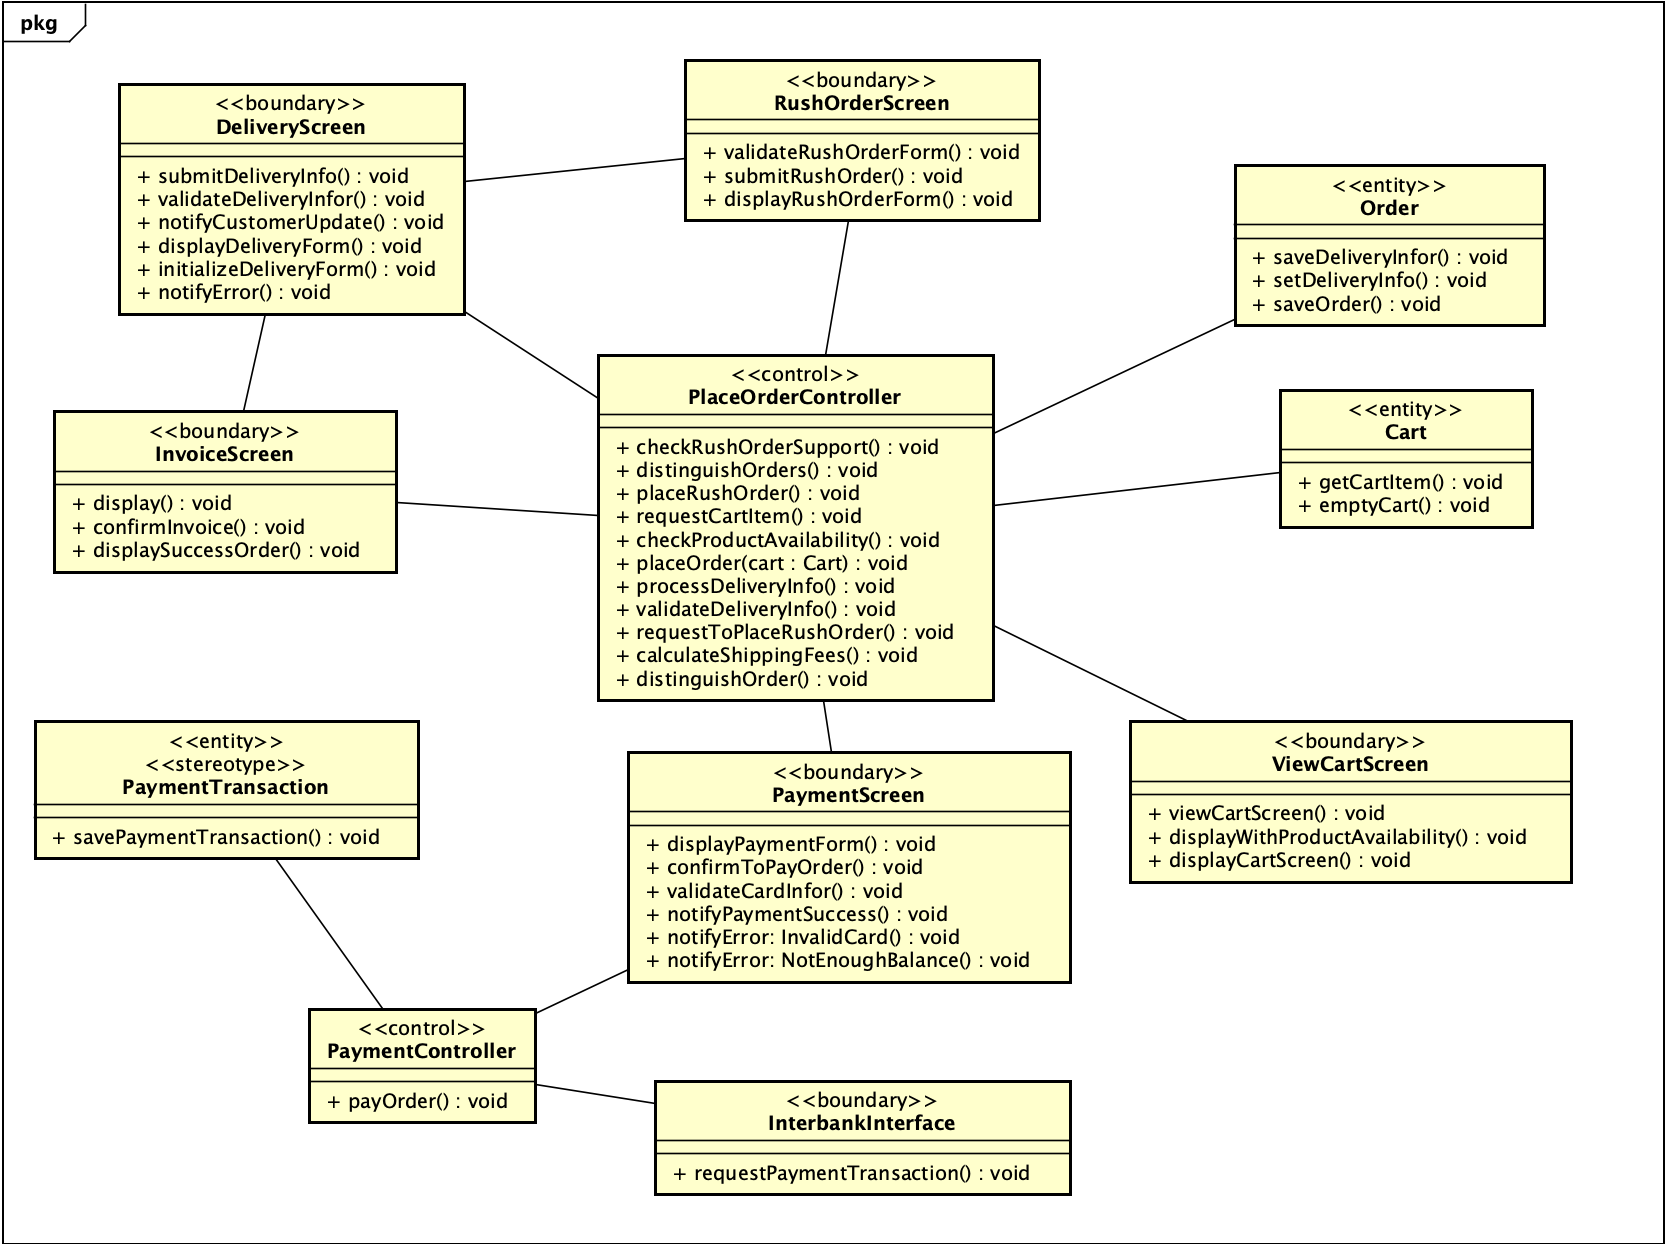 pkg
<<boundary>>
DeliveryScreen
+ submitDeliveryInfo() : void
+ validateDeliveryInfor() : void
+ notifyCustomerUpdate() : void
+ displayDeliveryForm() : void
+ initializeDeliveryForm() : void
+ notifyError() : void
<<boundary>>
RushOrderScreen
+ validateRushOrderForm() : void
+ submitRushOrder() : void
+ displayRushOrderForm() : void
<<entity>>
Order
+ saveDeliveryInfor() : void
+ setDeliveryInfo() : void
+ saveOrder() : void
<<control>>
PlaceOrderController
+ checkRushOrderSupport() : void
+ distinguishOrders() : void
+ placeRushOrder() : void
+ requestCartItem() : void
+ checkProductAvailability() : void
+ placeOrder(cart : Cart) : void
+ processDeliveryInfo() : void
+ validateDeliveryInfo() : void
+ requestToPlaceRushOrder() : void
+ calculateShippingFees() : void
+ distinguishOrder() : void
<<entity>>
Cart
+ getCartItem() : void
+ emptyCart() : void
<<boundary>>
InvoiceScreen
+ display() : void
+ confirmInvoice() : void
+ displaySuccessOrder() : void
<<entity>>
<<stereotype>>
PaymentTransaction
+ savePaymentTransaction() : void
<<boundary>>
PaymentScreen
+ displayPaymentForm() : void
+ confirmToPayOrder() : void
+ validateCardInfor() : void
+ notifyPaymentSuccess() : void
+ notifyError: InvalidCard() : void
+ notifyError: NotEnoughBalance() : void
<<boundary>>
ViewCartScreen
+ viewCartScreen() : void
+ displayWithProductAvailability() : void
+ displayCartScreen() : void
<<control>>
PaymentController
+ payOrder() : void
<<boundary>>
InterbankInterface
+ requestPaymentTransaction() : void